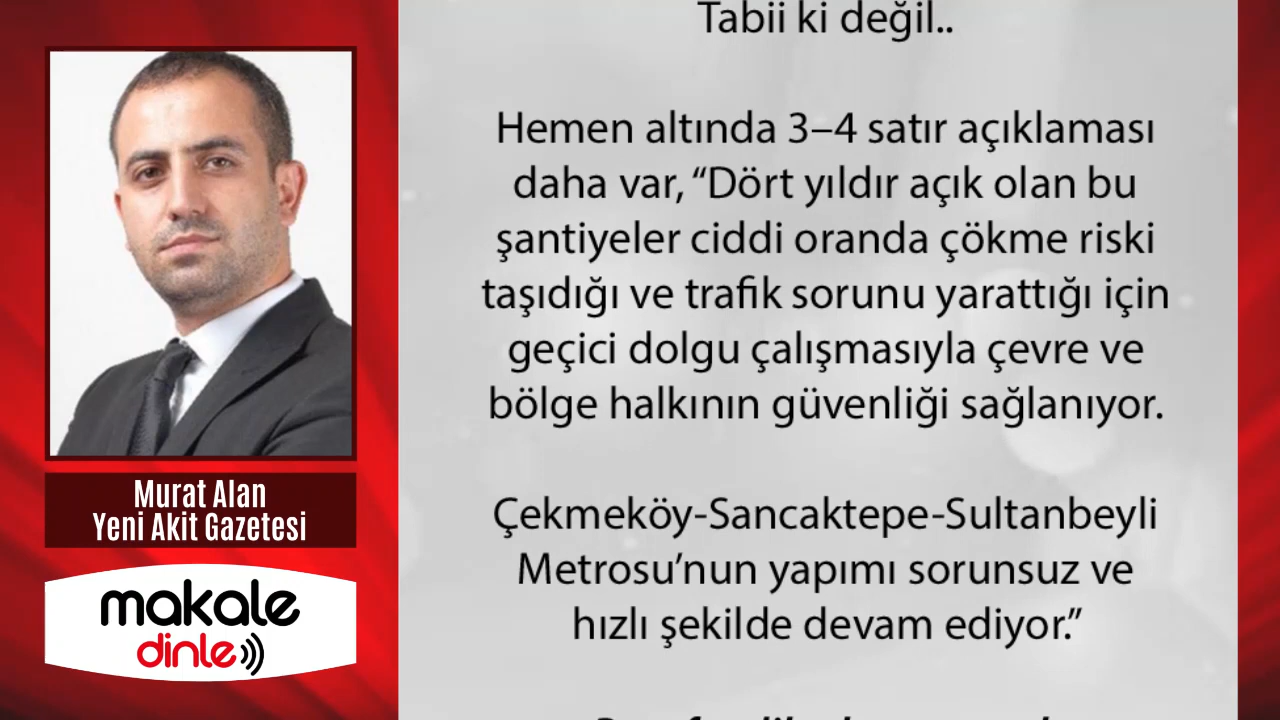 Tabii ki değil..
Hemen altında 3–4 satır açıklaması
daha var, “Dört yıldır açık olan bu
şantiyeler ciddi oranda çökme riski
taşıdığı ve trafik sorunu yarattığı için
geçici dolgu çalışmasıyla çevre ve
bölge halkının güvenliği sağlanıyor.
Çekmeköy-Sancaktepe-Sultanbeyli
Metrosu’nun yapımı sorunsuz ve
hızlı şekilde devam ediyor.”
Murat Alan
Yeni Akit Gazetesi
makale
dinle